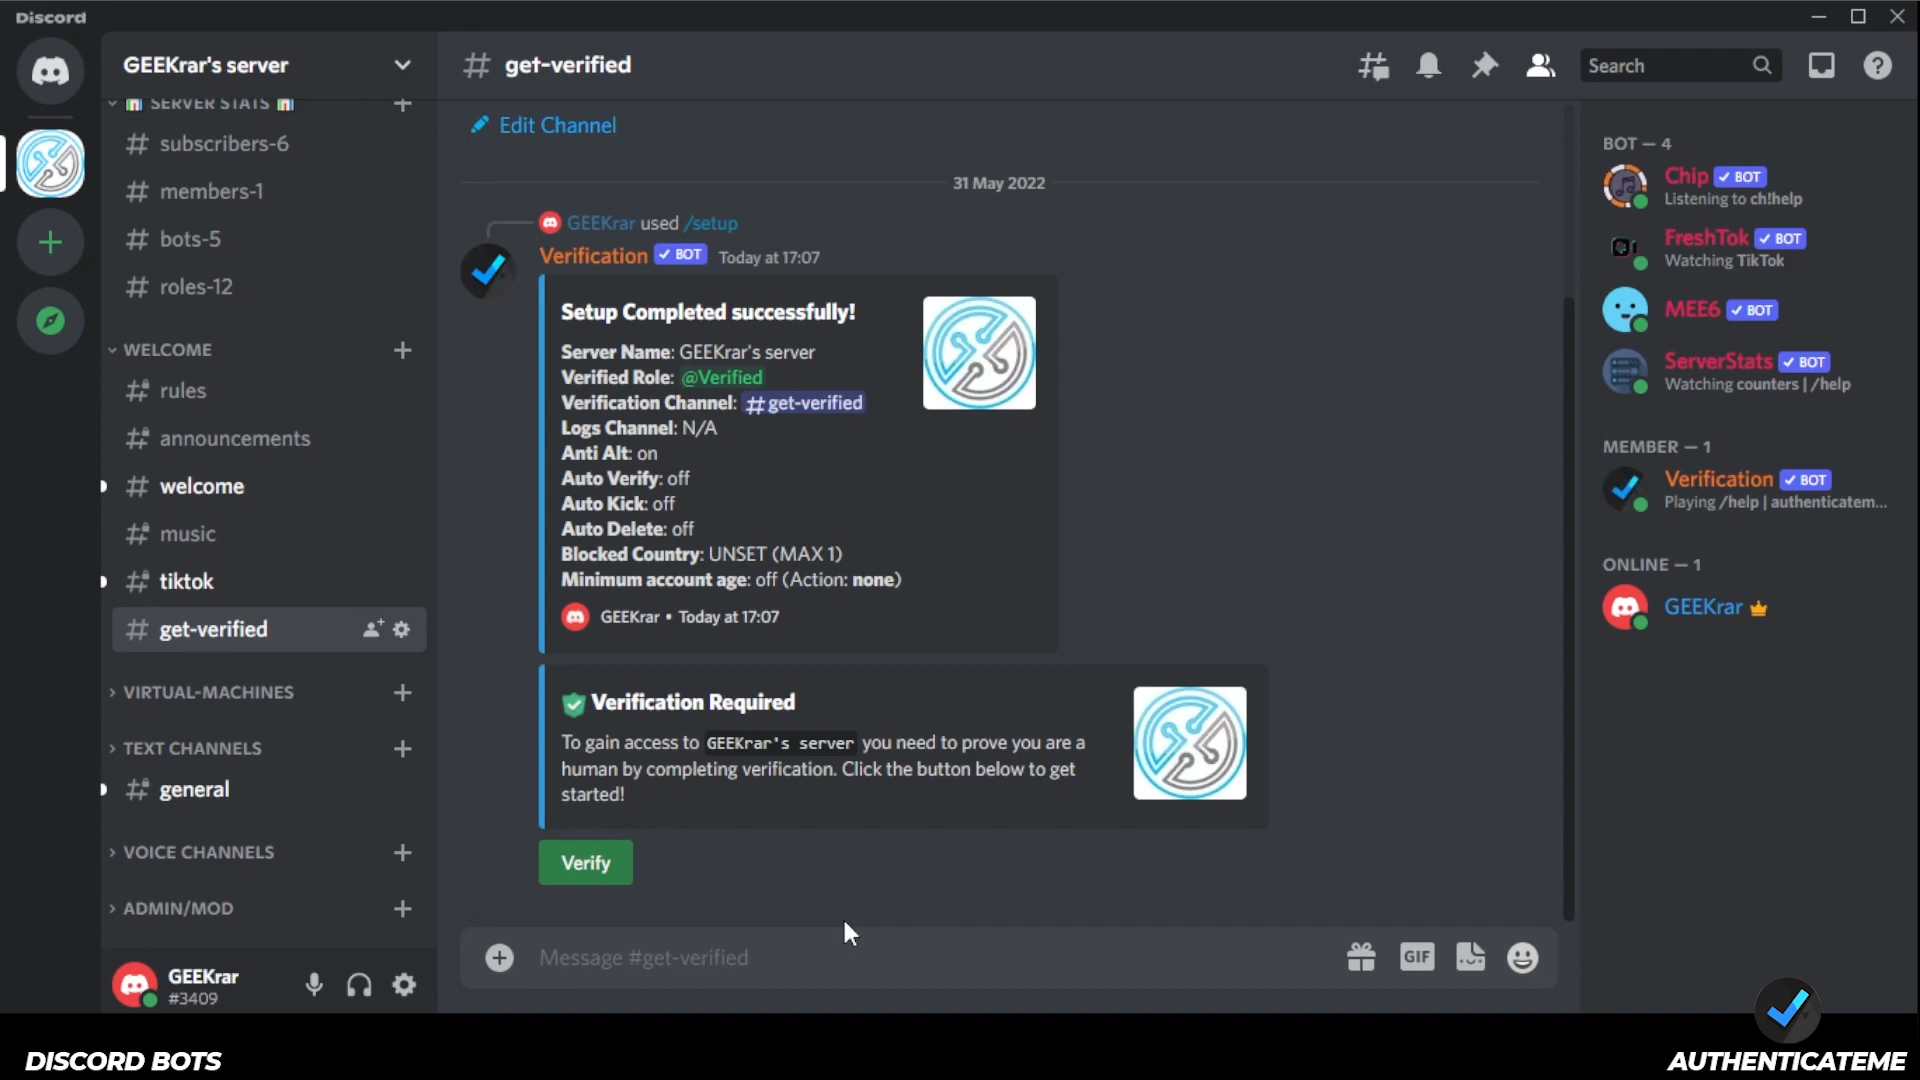 Discord
GEEKrar's server
SERVER STATS
subscribers-6
members-1
bots-5
roles-12
WELCOME
rules
announcements
welcome
music
tiktok
get-verified
VIRTUAL-MACHINES
TEXT CHANNELS
general
VOICE CHANNELS
ADMIN/MOD
GEEKrar
#3409
get-verified
Search
Edit Channel
31 May 2022
GEEKrar used /setup
Verification ✓ BOT Today at 17:07
Setup Completed successfully!
Server Name: GEEKrar's server
Verified Role: @Verified
Verification Channel: #get-verified
Logs Channel: N/A
Anti Alt: on
Auto Verify: off
Auto Kick: off
Auto Delete: off
Blocked Country: UNSET (MAX 1)
Minimum account age: off (Action: none)
GEEKrar • Today at 17:07
Verification Required
To gain access to GEEKrar's server you need to prove you are a
human by completing verification. Click the button below to get
started!
Verify
Message #get-verified
GIF
BOT — 4
Chip ✓ BOT
Listening to ch!help
FreshTok ✓ BOT
Watching TikTok
MEE6 ✓ BOT
ServerStats ✓ BOT
Watching counters | /help
MEMBER — 1
Verification ✓ BOT
Playing /help | authenticatem...
ONLINE — 1
GEEKrar
DISCORD BOTS
AUTHENTICATEME